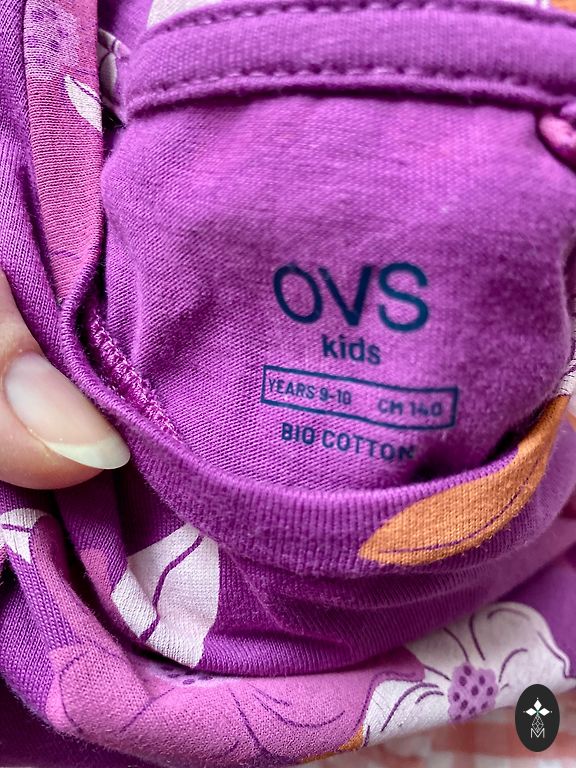 OVS
kids
YEARS 9-10 CM 140
BIO COTTON